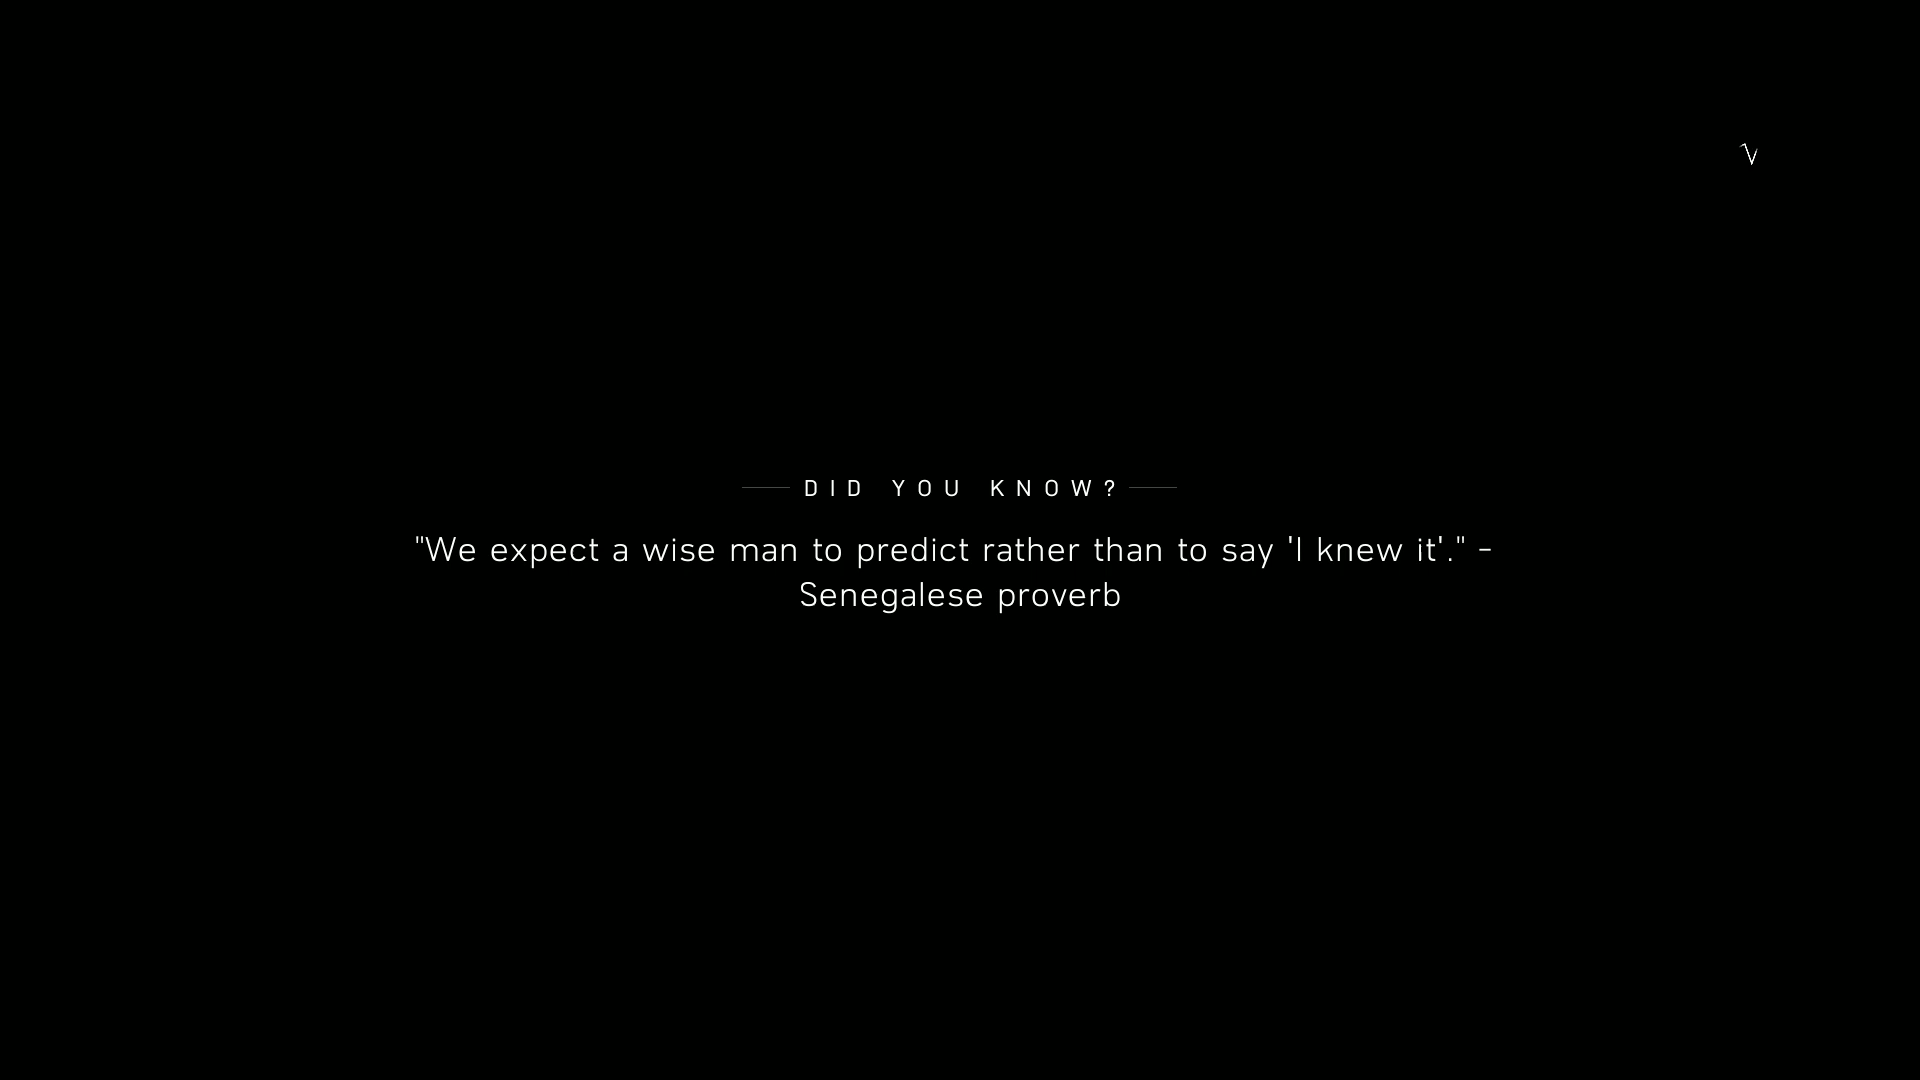 DID YOU KNOW?
"We expect a wise man to predict rather than to say 'I knew it'." -
Senegalese proverb